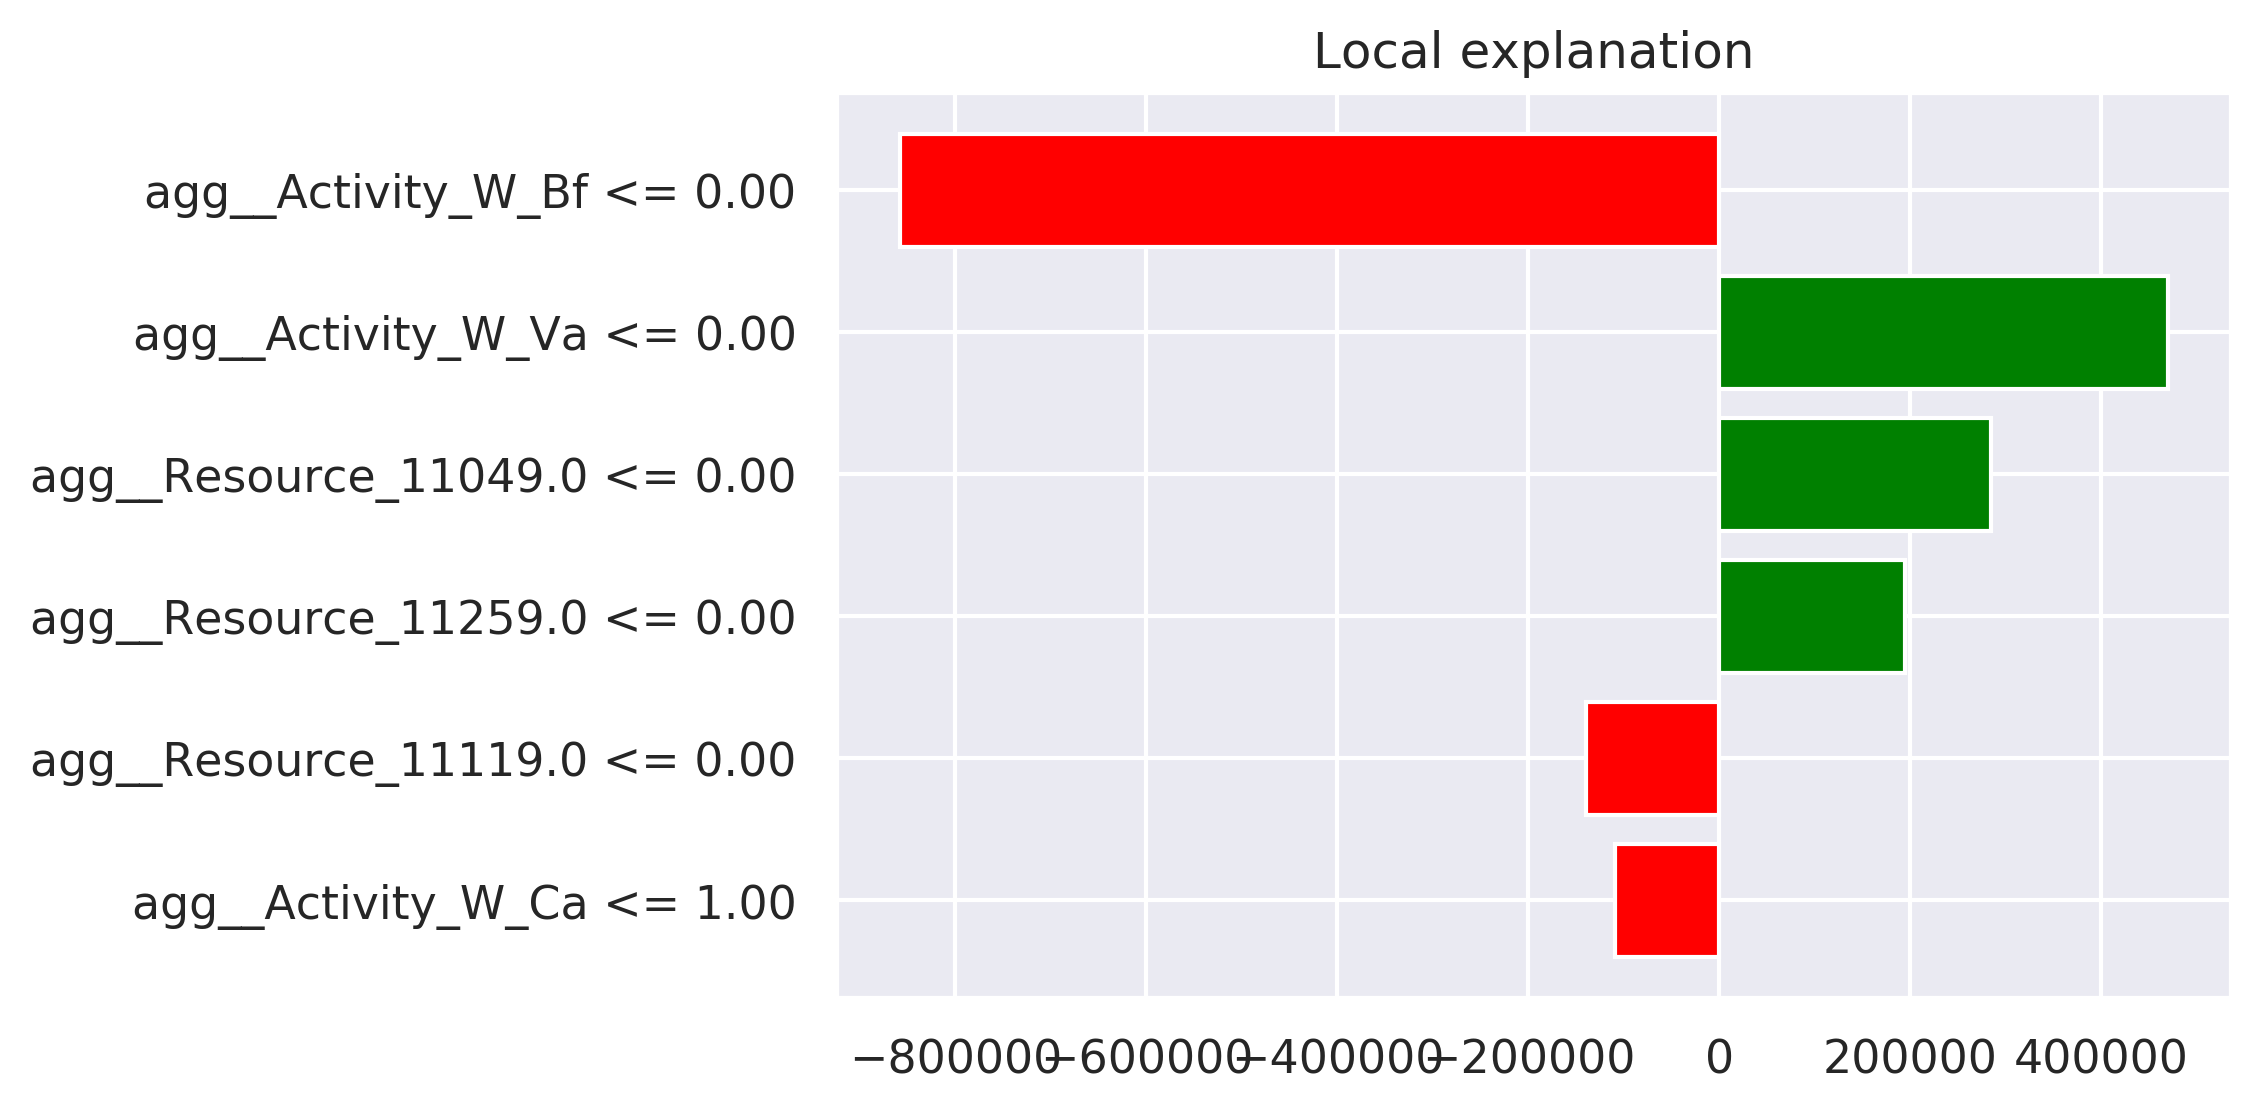 Local explanation
agg__Activity_W_Bf <= 0.00
agg__Activity_W_Va <= 0.00
agg__Resource_11049.0 <= 0.00
agg__Resource_11259.0 <= 0.00
agg__Resource_11119.0 <= 0.00
agg__Activity_W_Ca <= 1.00
−800000 −600000 −400000 −200000 0 200000 400000